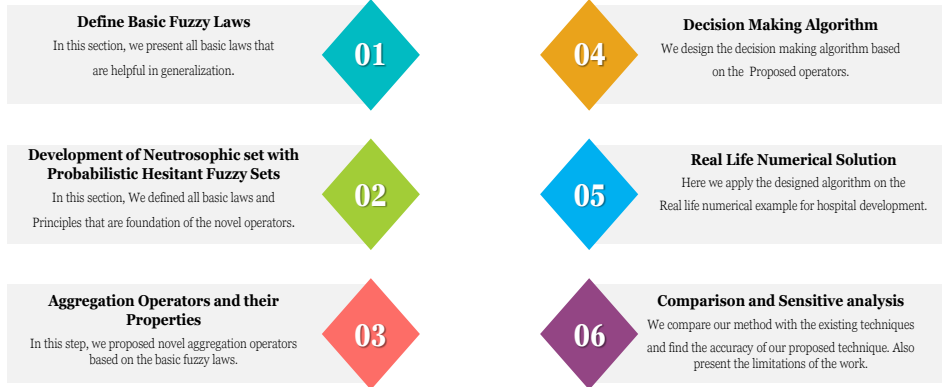 Define Basic Fuzzy Laws
In this section, we present all basic laws that
are helpful in generalization.
01
Development of Neutrosophic set with
Probabilistic Hesitant Fuzzy Sets
In this section, We defined all basic laws and
Principles that are foundation of the novel operators.
02
Aggregation Operators and their
Properties
In this step, we proposed novel aggregation operators
based on the basic fuzzy laws.
03
04
Decision Making Algorithm
We design the decision making algorithm based
on the Proposed operators.
05
Real Life Numerical Solution
Here we apply the designed algorithm on the
Real life numerical example for hospital development.
06
Comparison and Sensitive analysis
We compare our method with the existing techniques
and find the accuracy of our proposed technique. Also
present the limitations of the work.